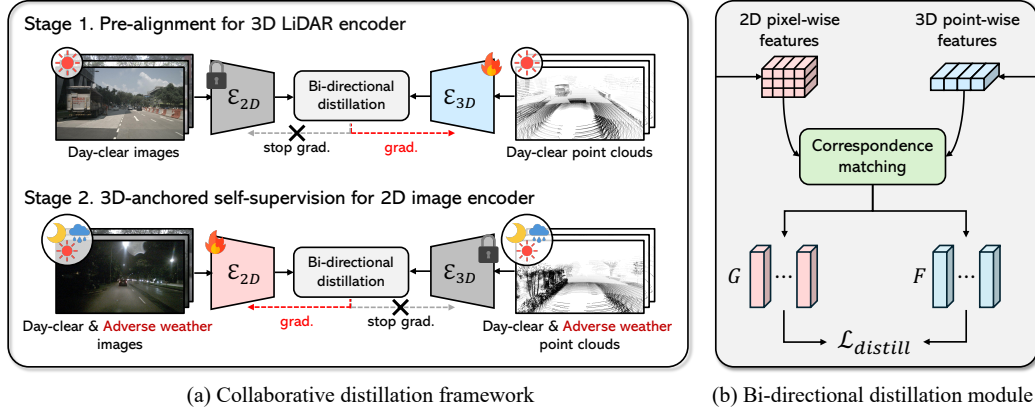 Stage 1. Pre-alignment for 3D LiDAR encoder
ℰ2D
Bi-directional
distillation
ℰ3D
stop grad.
grad.
Day-clear images
Day-clear point clouds
Stage 2. 3D-anchored self-supervision for 2D image encoder
ℰ2D
Bi-directional
distillation
ℰ3D
grad.
stop grad.
Day-clear & Adverse weather
images
Day-clear & Adverse weather
point clouds
(a) Collaborative distillation framework
2D pixel-wise
features
3D point-wise
features
Correspondence
matching
G
...
F
...
ℒdistill
(b) Bi-directional distillation module